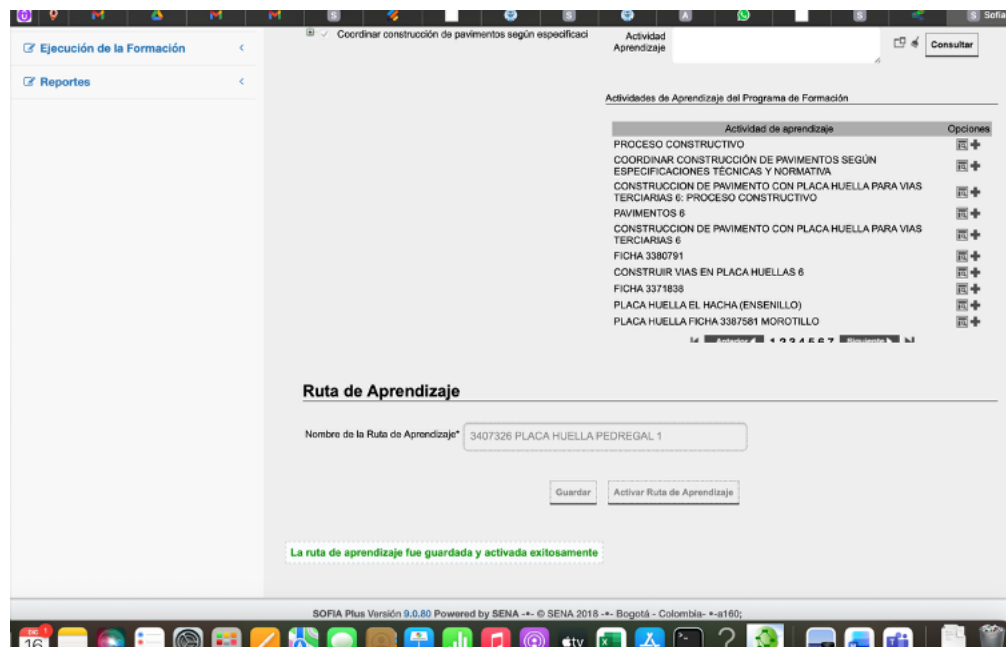 Sofia
Ejecución de la Formación
Reportes
Coordinar construcción de pavimentos según especificaci
Actividad
Aprendizaje
Consultar
Actividades de Aprendizaje del Programa de Formación
Actividad de aprendizaje Opciones
PROCESO CONSTRUCTIVO
COORDINAR CONSTRUCCIÓN DE PAVIMENTOS SEGÚN
ESPECIFICACIONES TÉCNICAS Y NORMATIVA
CONSTRUCCION DE PAVIMENTO CON PLACA HUELLA PARA VIAS
TERCIARIAS 6: PROCESO CONSTRUCTIVO
PAVIMENTOS 6
CONSTRUCCION DE PAVIMENTO CON PLACA HUELLA PARA VIAS
TERCIARIAS 6
FICHA 3380791
CONSTRUIR VIAS EN PLACA HUELLAS 6
FICHA 3371838
PLACA HUELLA EL HACHA (ENSENILLO)
PLACA HUELLA FICHA 3387581 MOROTILLO
Anterior 1 2 3 4 5 6 7 Siguiente
Ruta de Aprendizaje
Nombre de la Ruta de Aprendizaje* 3407326 PLACA HUELLA PEDREGAL 1
Guardar Activar Ruta de Aprendizaje
La ruta de aprendizaje fue guardada y activada exitosamente
SOFIA Plus Versión 9.0.80 Powered by SENA -•- © SENA 2018 -•- Bogotá - Colombia- •-a160;
DIC 1
16
tv